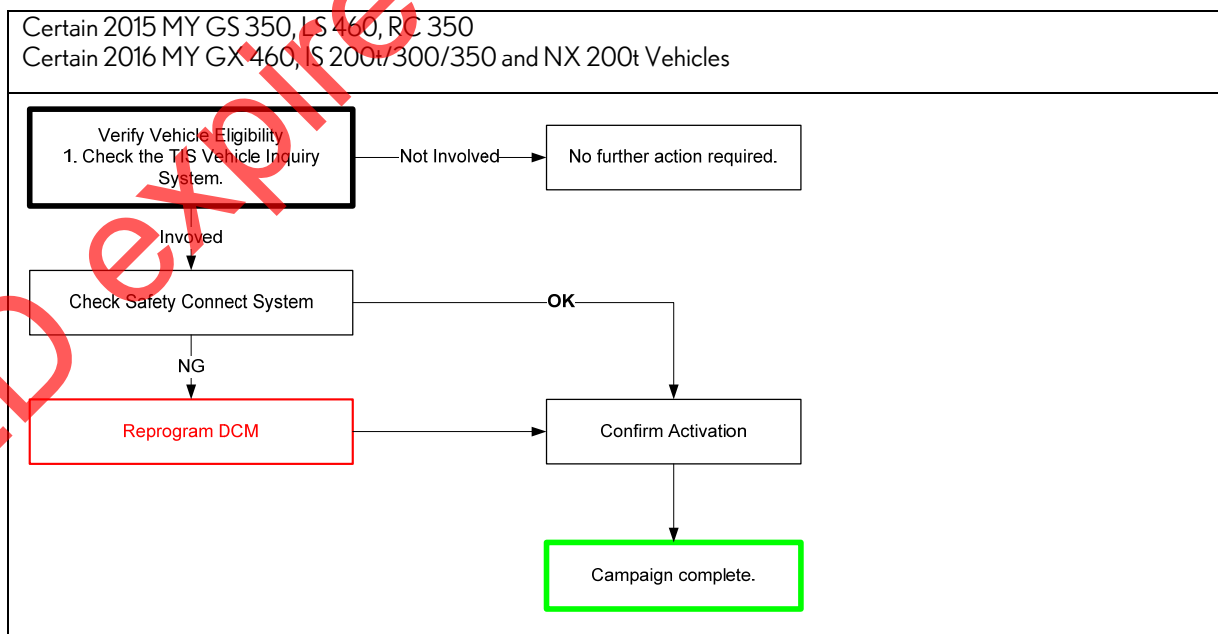 Certain 2015 MY GS 350, LS 460, RC 350
Certain 2016 MY GX 460, IS 200t/300/350 and NX 200t Vehicles
Verify Vehicle Eligibility
1. Check the TIS Vehicle Inquiry
System.
Not Involved
No further action required.
Invoved
Check Safety Connect System
OK
NG
Reprogram DCM
Confirm Activation
Campaign complete.
D expire